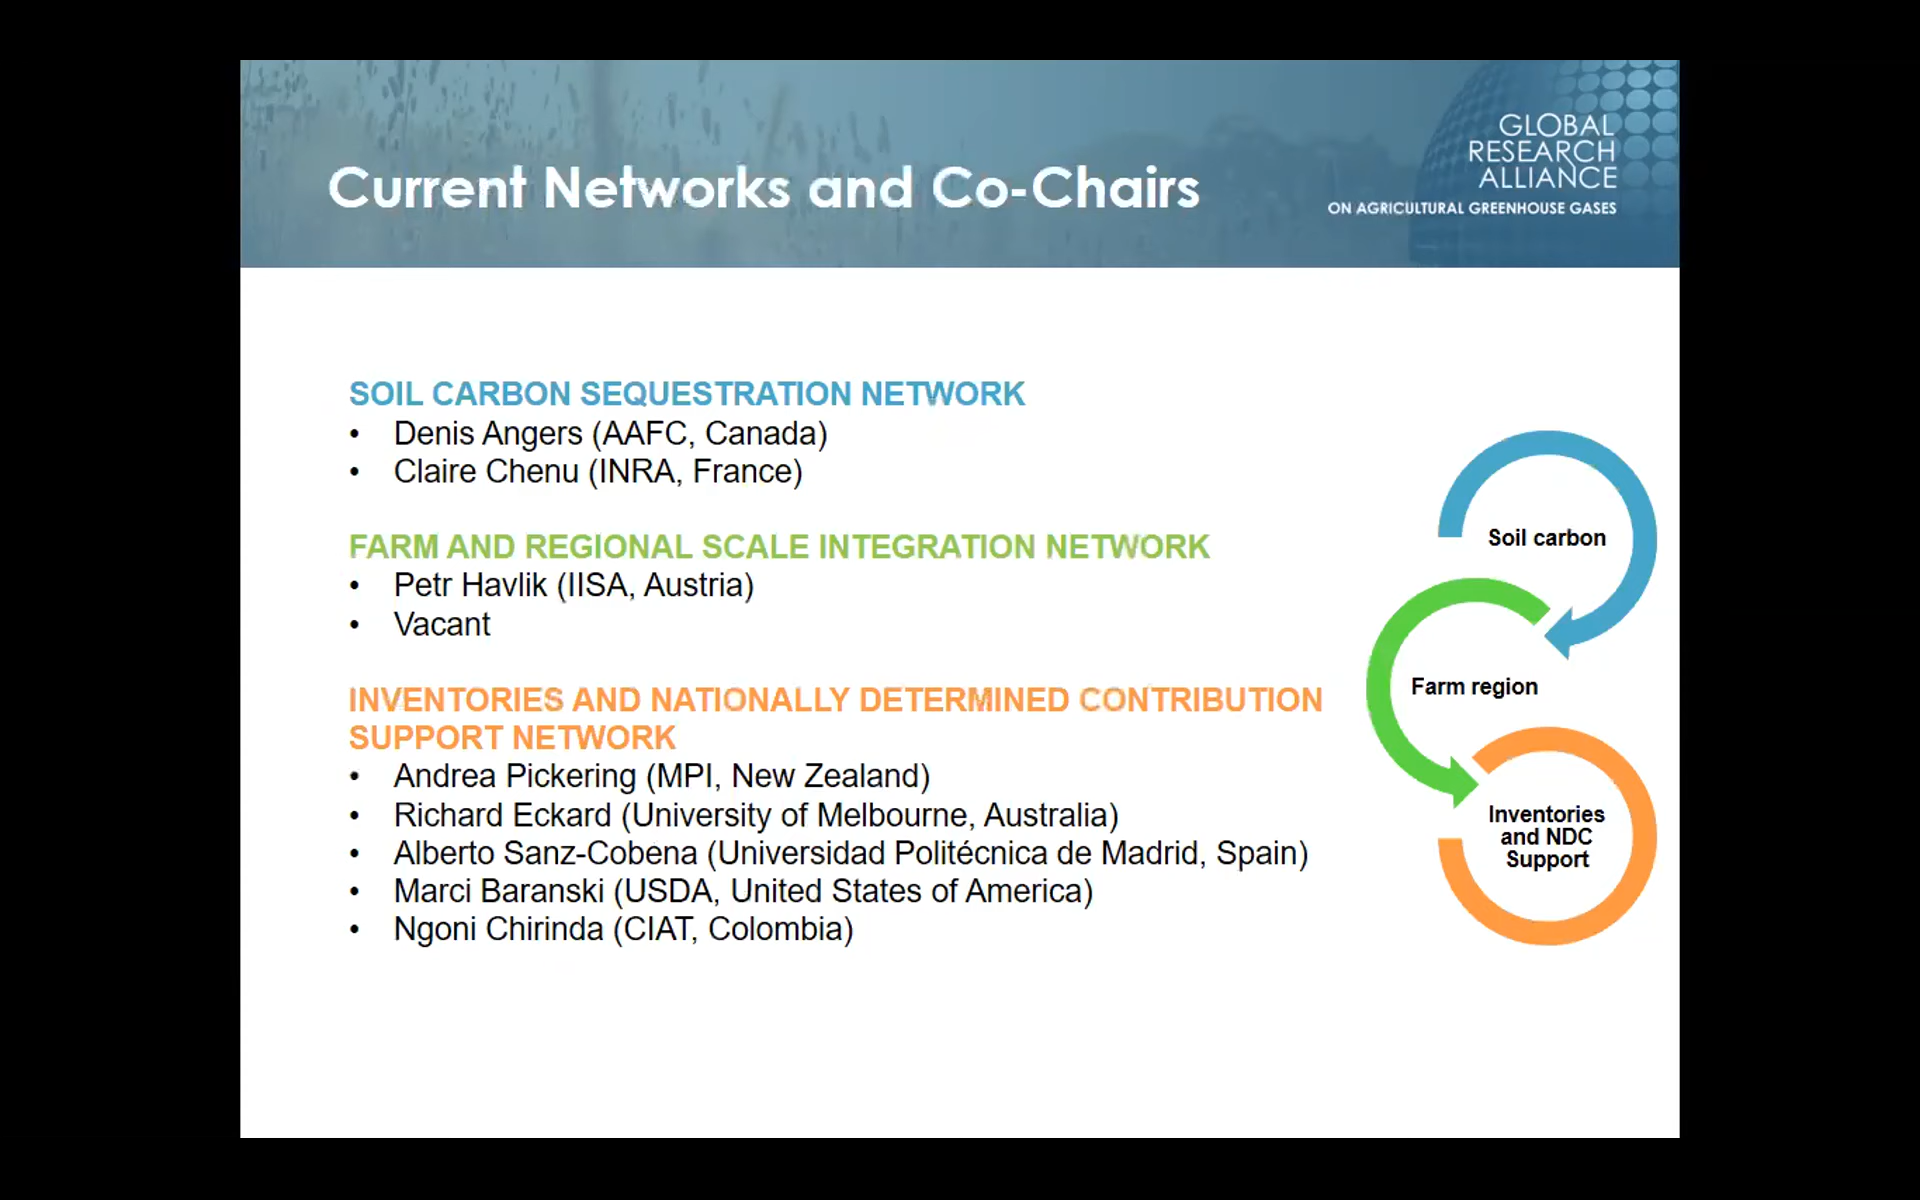 Current Networks and Co-Chairs
GLOBAL
RESEARCH
ALLIANCE
ON AGRICULTURAL GREENHOUSE GASES
SOIL CARBON SEQUESTRATION NETWORK
• Denis Angers (AAFC, Canada)
• Claire Chenu (INRA, France)
FARM AND REGIONAL SCALE INTEGRATION NETWORK
• Petr Havlik (IISA, Austria)
• Vacant
INVENTORIES AND NATIONALLY DETERMINED CONTRIBUTION
SUPPORT NETWORK
• Andrea Pickering (MPI, New Zealand)
• Richard Eckard (University of Melbourne, Australia)
• Alberto Sanz-Cobena (Universidad Politécnica de Madrid, Spain)
• Marci Baranski (USDA, United States of America)
• Ngoni Chirinda (CIAT, Colombia)
Soil carbon
Farm region
Inventories
and NDC
Support